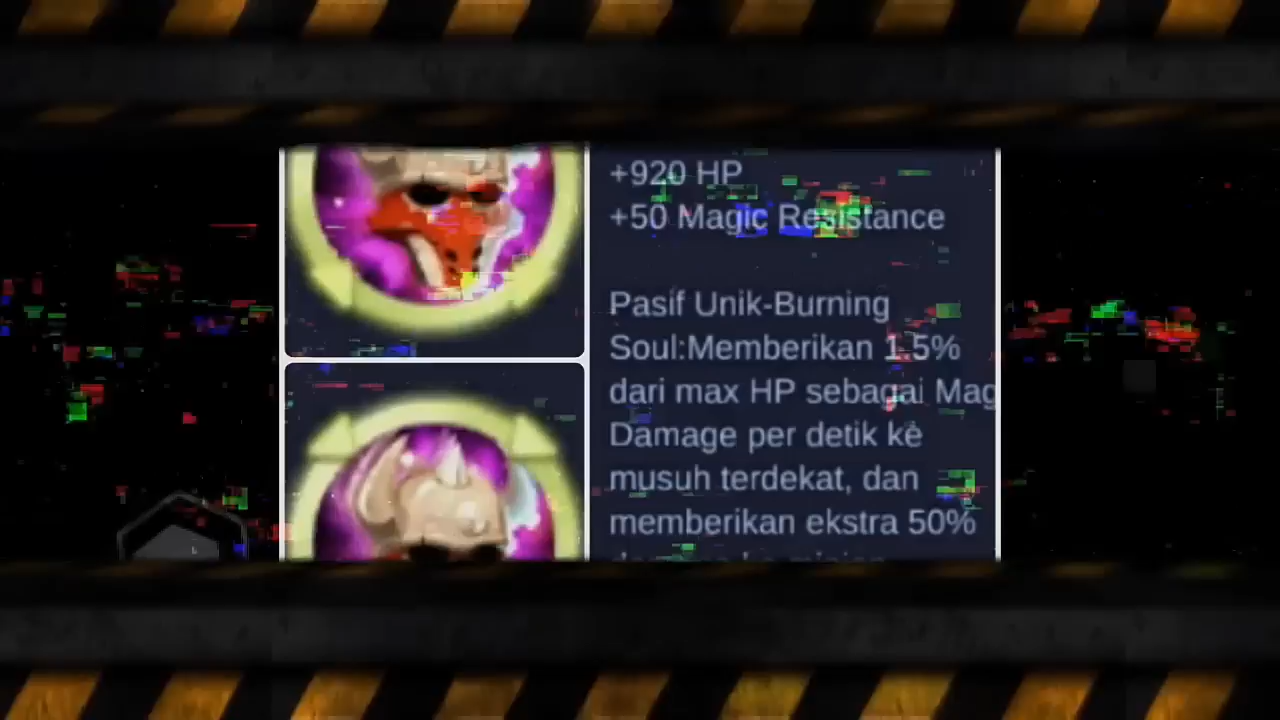 +920 HP
+50 Magic Resistance
Pasif Unik-Burning
Soul:Memberikan 1.5%
dari max HP sebagai Mag
Damage per detik ke
musuh terdekat, dan
memberikan ekstra 50%